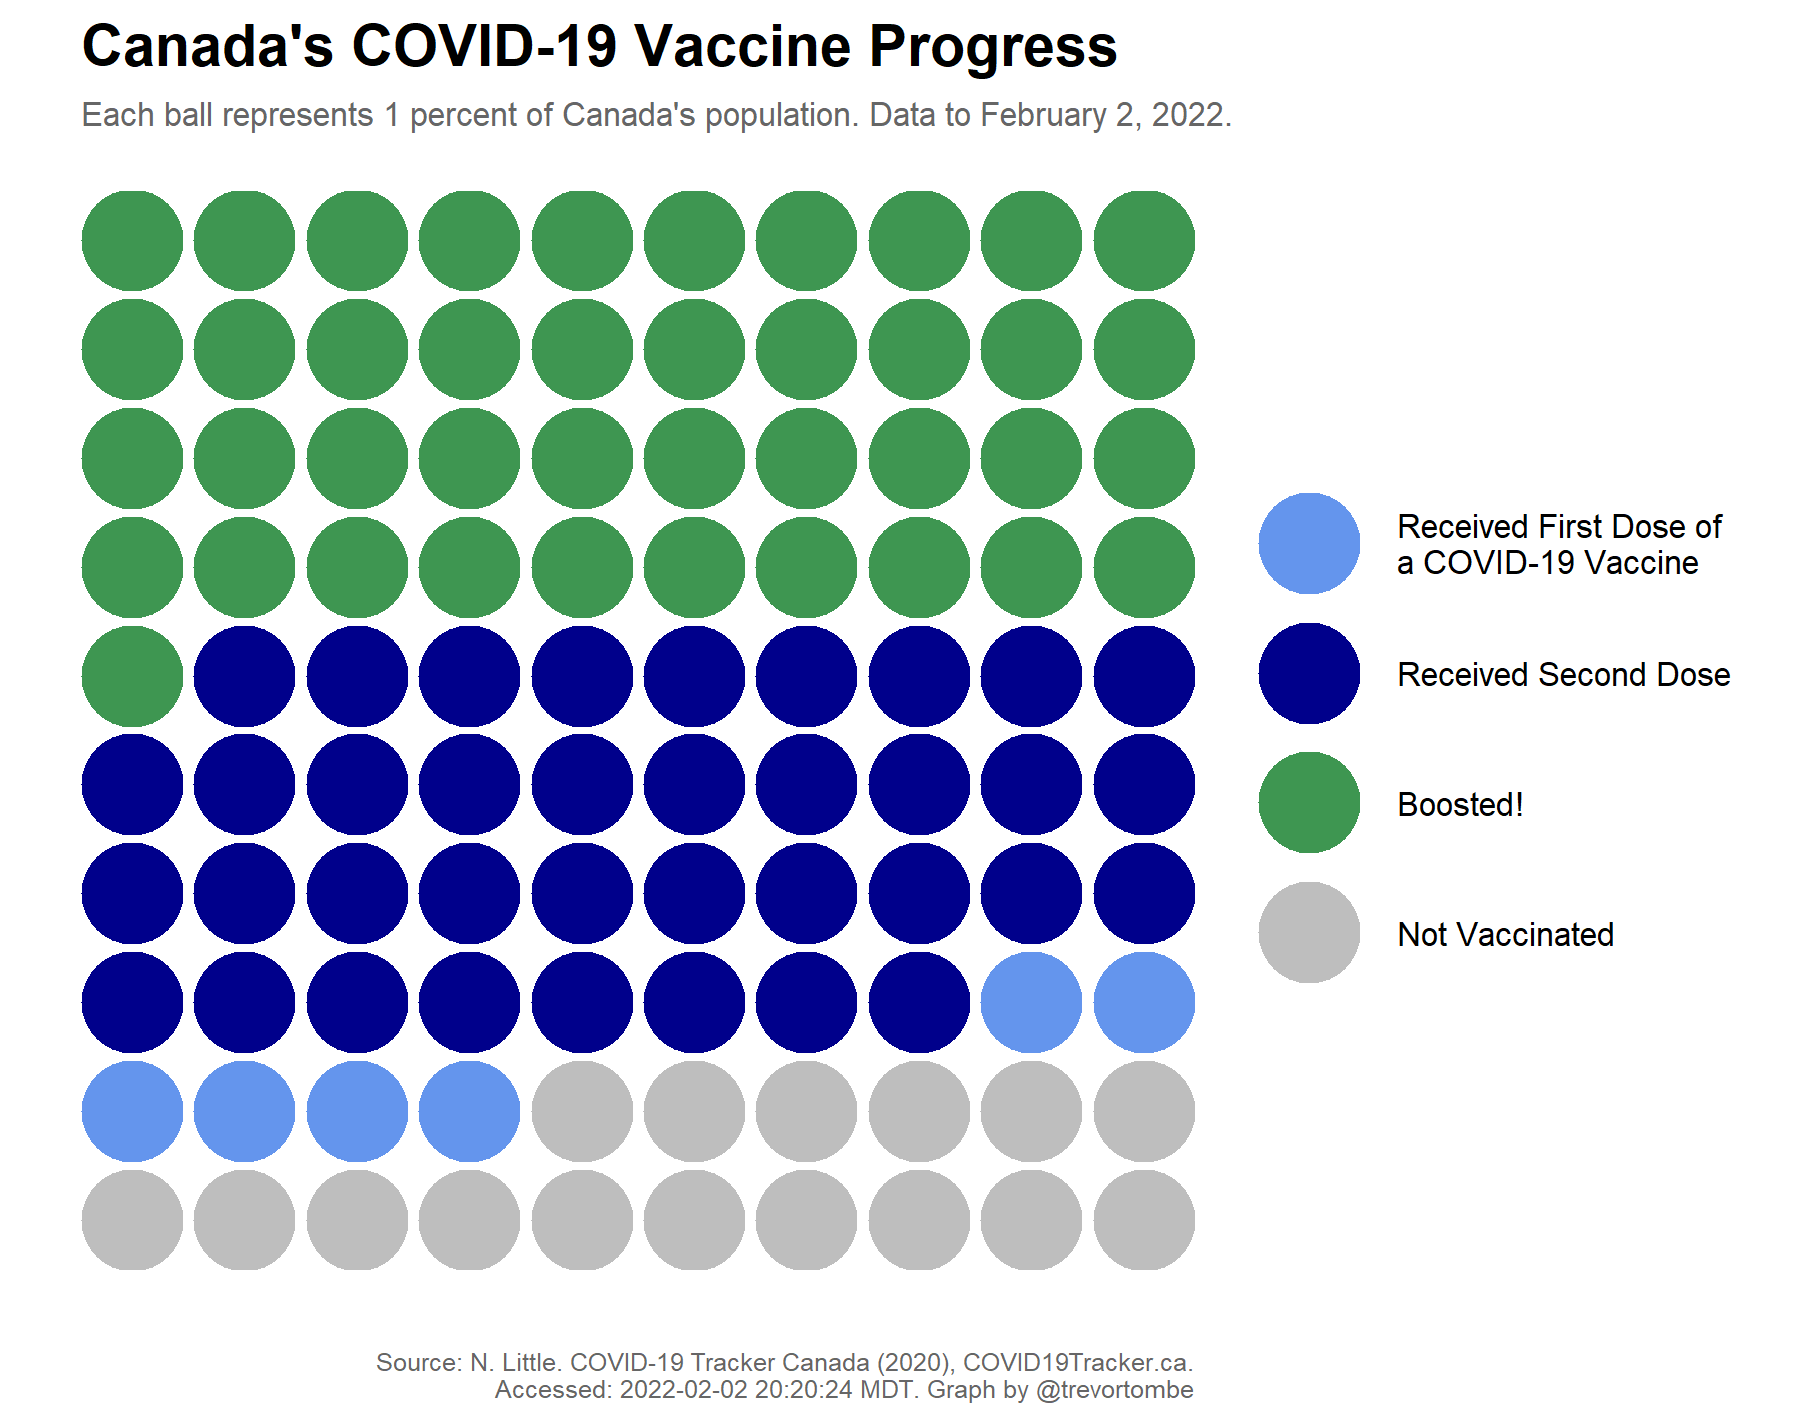 Canada's COVID-19 Vaccine Progress
Each ball represents 1 percent of Canada's population. Data to February 2, 2022.
Received First Dose of
a COVID-19 Vaccine
Received Second Dose
Boosted!
Not Vaccinated
Source: N. Little. COVID-19 Tracker Canada (2020), COVID19Tracker.ca.
Accessed: 2022-02-02 20:20:24 MDT. Graph by @trevortombe